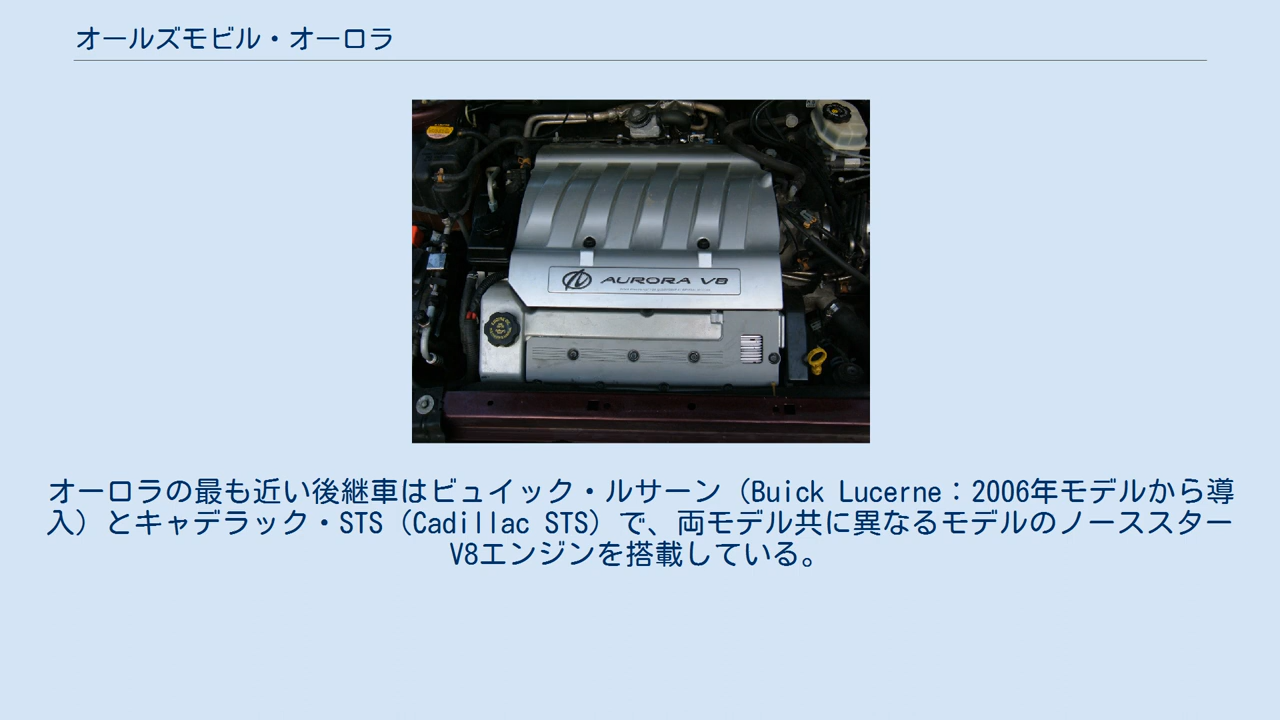 オールズモビル・オーロラ
AURORA V8
オーロラの最も近い後継車はビュイック・ルサーン（Buick Lucerne：2006年モデルから導
入）とキャデラック・STS（Cadillac STS）で、両モデル共に異なるモデルのノーススター
V8エンジンを搭載している。